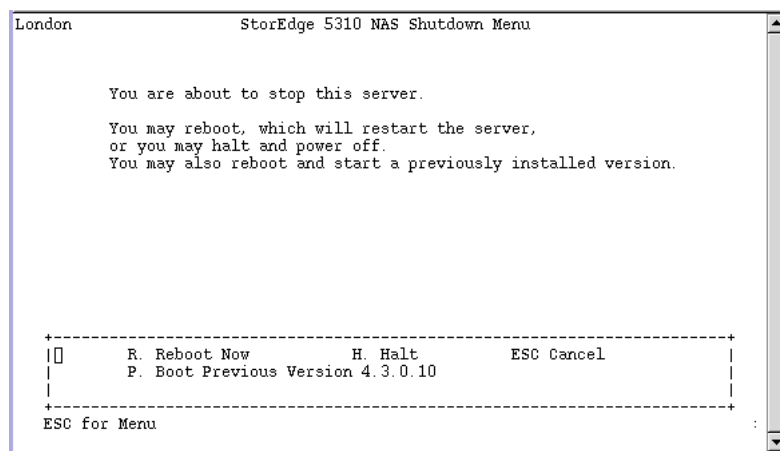 London StorEdge 5310 NAS Shutdown Menu
You are about to stop this server.
You may reboot, which will restart the server,
or you may halt and power off.
You may also reboot and start a previously installed version.
R. Reboot Now H. Halt ESC Cancel
P. Boot Previous Version 4.3.0.10
ESC for Menu :